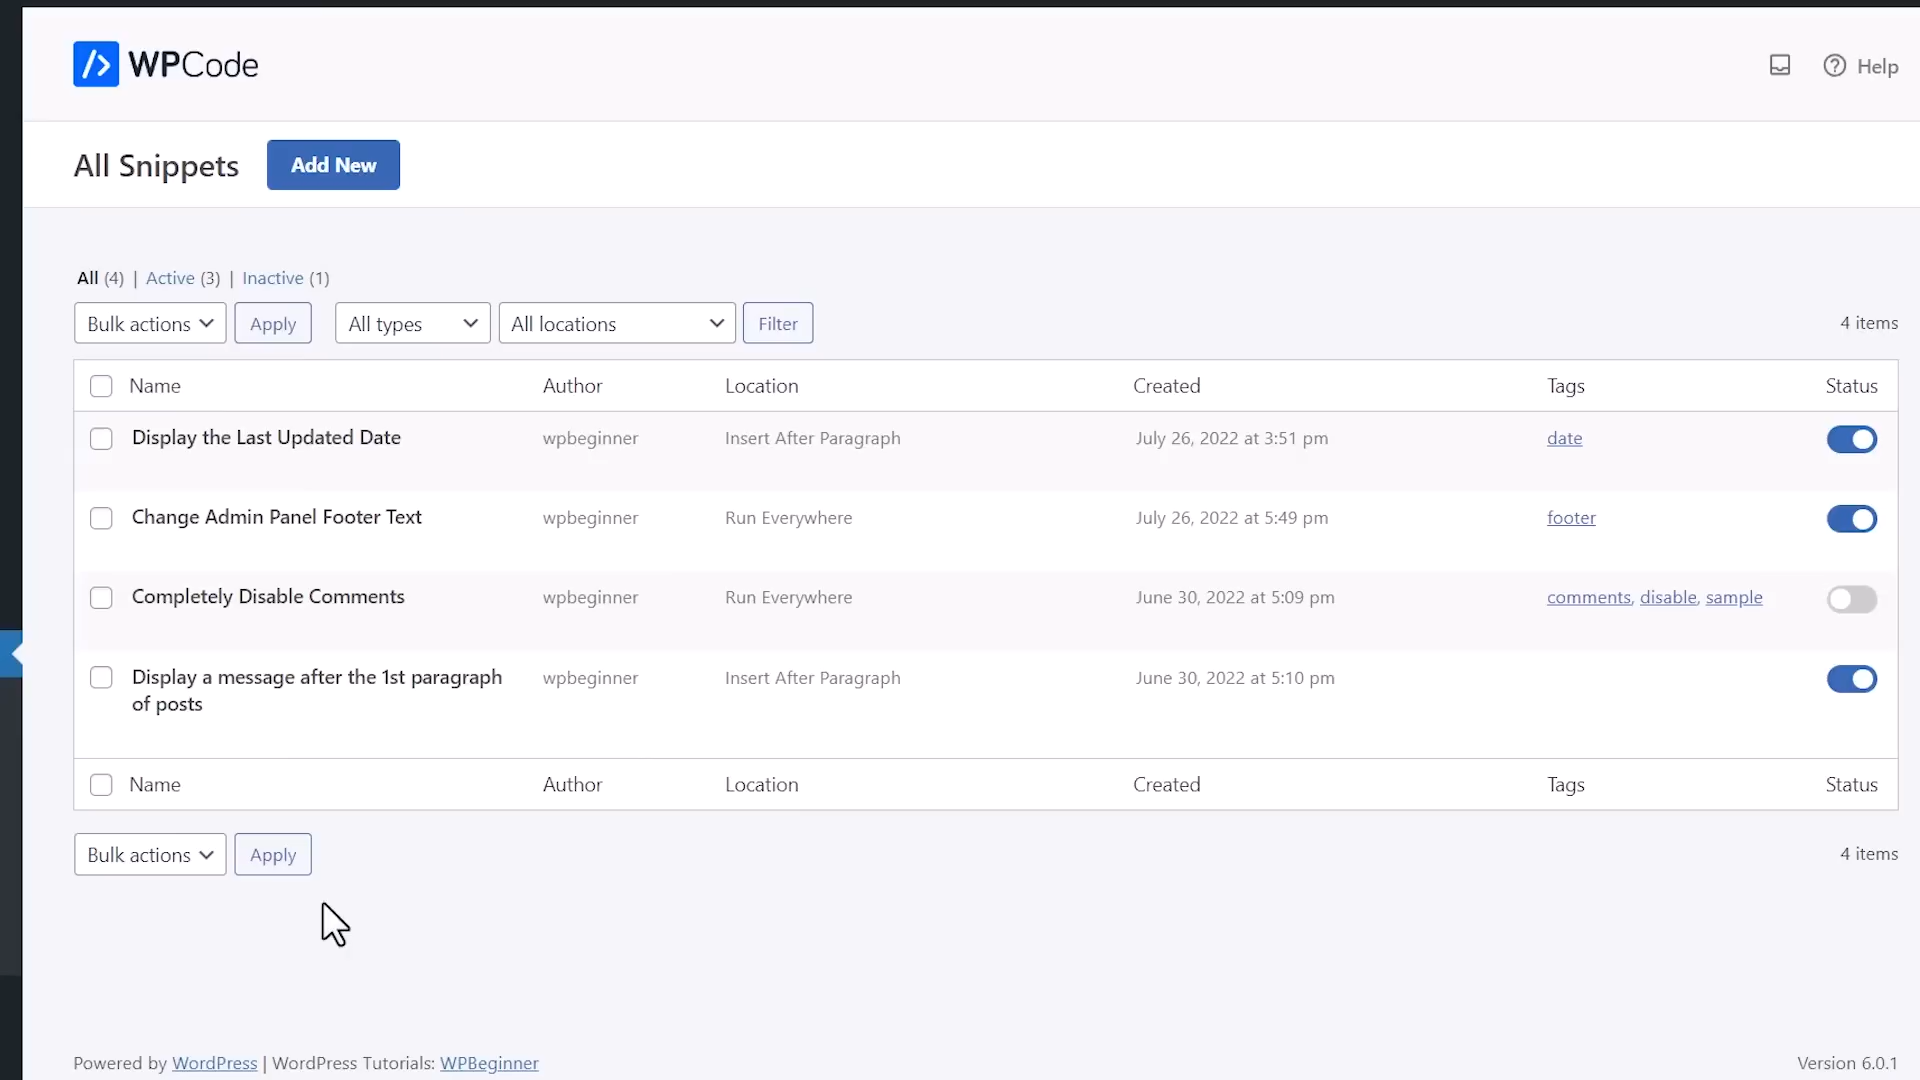 WPCode
Help
All Snippets Add New
All (4) | Active (3) | Inactive (1)
Bulk actions Apply All types All locations Filter 4 items
Name Author Location Created Tags Status
Display the Last Updated Date wpbeginner Insert After Paragraph July 26, 2022 at 3:51 pm date
Change Admin Panel Footer Text wpbeginner Run Everywhere July 26, 2022 at 5:49 pm footer
Completely Disable Comments wpbeginner Run Everywhere June 30, 2022 at 5:09 pm comments, disable, sample
Display a message after the 1st paragraph wpbeginner Insert After Paragraph June 30, 2022 at 5:10 pm
of posts
Name Author Location Created Tags Status
Bulk actions Apply 4 items
Powered by WordPress | WordPress Tutorials: WPBeginner Version 6.0.1